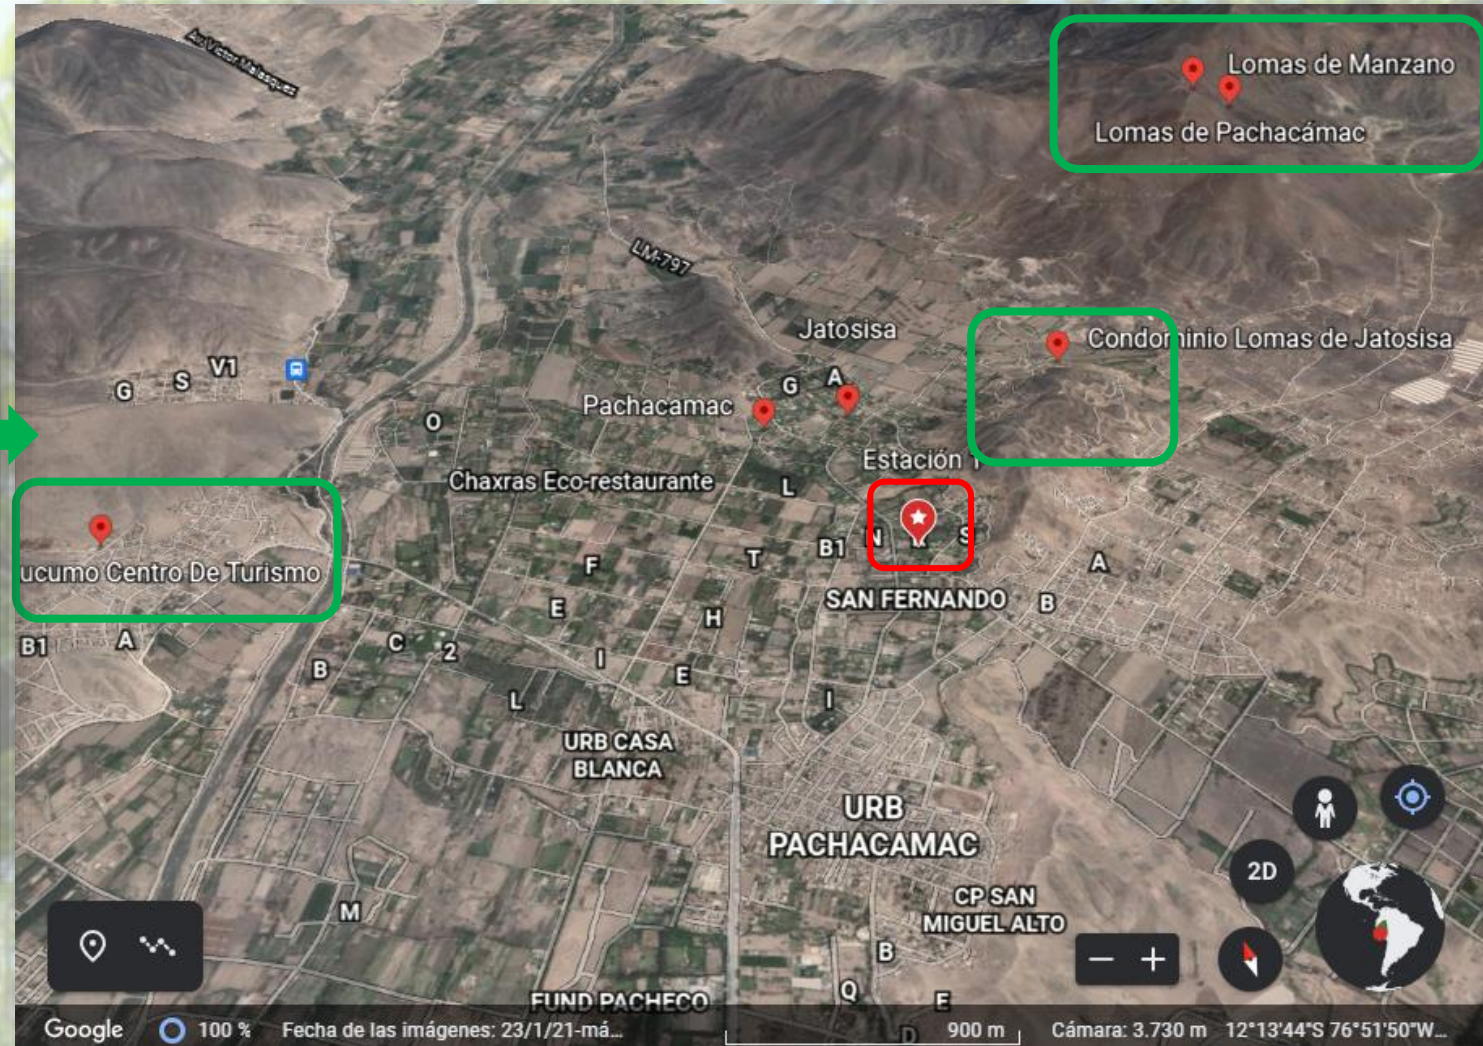 Av. Víctor Malasquez
Lomas de Manzano
Lomas de Pachacámac
LM-797
Jatosisa
Condominio Lomas de Jatosisa
V1
S
G
G
A
Pachacamac
O
Estación 1
Chaxras Eco-restaurante
L
N
S
B1
T
F
A
ucumo Centro De Turismo
SAN FERNANDO
B
E
H
B1
A
C
2
I
E
B
L
I
URB CASA
BLANCA
URB
PACHACAMAC
2D
CP SAN
MIGUEL ALTO
M
B
Q
E
FUND PACHECO
D
Google
100 %
Fecha de las imágenes: 23/1/21-má...
900 m
Cámara: 3.730 m
12°13'44"S 76°51'50"W...